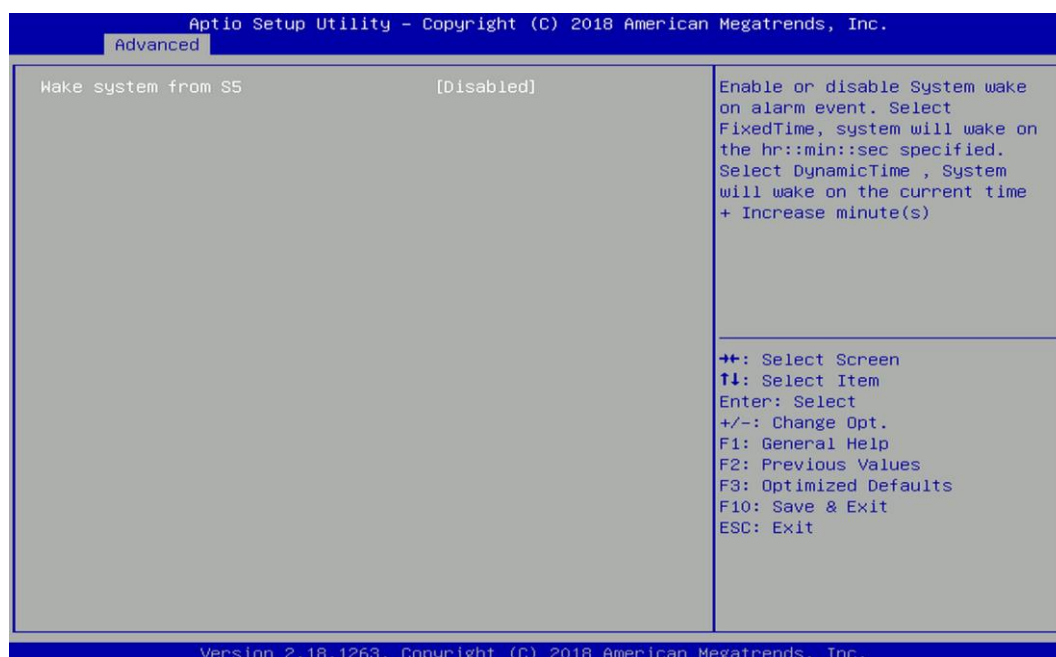 Aptio Setup Utility – Copyright (C) 2018 American Megatrends, Inc.
Advanced
Wake system from S5 [Disabled]
Enable or disable System wake
on alarm event. Select
FixedTime, system will wake on
the hr::min::sec specified.
Select DynamicTime , System
will wake on the current time
+ Increase minute(s)
→←: Select Screen
↑↓: Select Item
Enter: Select
+/-: Change Opt.
F1: General Help
F2: Previous Values
F3: Optimized Defaults
F10: Save & Exit
ESC: Exit
Version 2.18.1263. Copyright (C) 2018 American Megatrends, Inc.